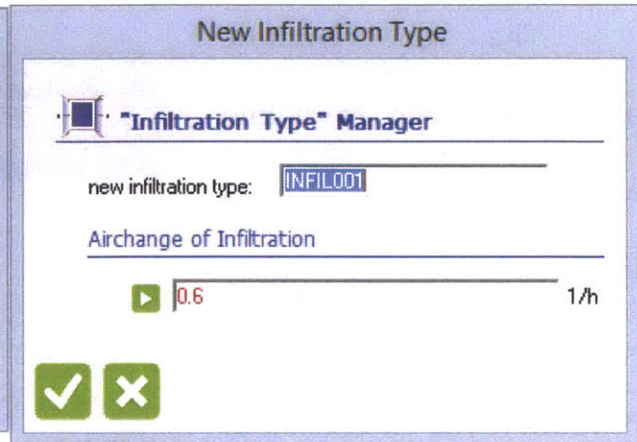 New Infiltration Type
"Infiltration Type" Manager
new infiltration type: INFIL001
Airchange of Infiltration
0.6 1/h